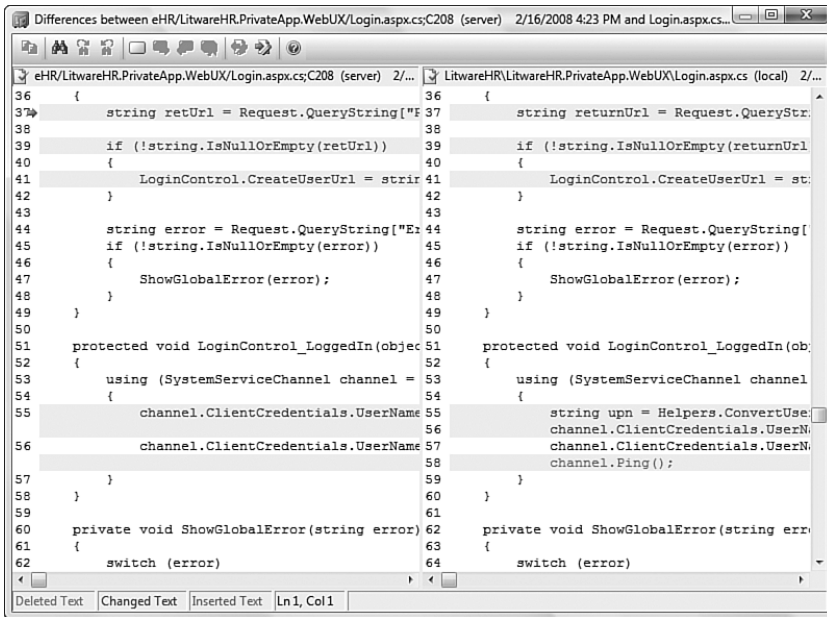 Differences between eHR/LitwareHR.PrivateApp.WebUX/Login.aspx.cs;C208 (server) 2/16/2008 4:23 PM and Login.aspx.cs...
eHR/LitwareHR.PrivateApp.WebUX/Login.aspx.cs;C208 (server) 2/...
36 {
37 string retUrl = Request.QueryString["
38
39 if (!string.IsNullOrEmpty(retUrl))
40 {
41 LoginControl.CreateUserUrl = strin
42 }
43
44 string error = Request.QueryString["Er
45 if (!string.IsNullOrEmpty(error))
46 {
47 ShowGlobalError(error);
48 }
49 }
50
51 protected void LoginControl_LoggedIn(objec
52 {
53 using (SystemServiceChannel channel =
54 {
55 channel.ClientCredentials.UserName
56 channel.ClientCredentials.UserName
57 }
58 }
59
60 private void ShowGlobalError(string error)
61 {
62 switch (error)
LitwareHR\LitwareHR.PrivateApp.WebUX\Login.aspx.cs (local) 2/...
36 {
37 string returnUrl = Request.QueryStr
38
39 if (!string.IsNullOrEmpty(returnUrl
40 {
41 LoginControl.CreateUserUrl = st
42 }
43
44 string error = Request.QueryString[
45 if (!string.IsNullOrEmpty(error))
46 {
47 ShowGlobalError(error);
48 }
49 }
50
51 protected void LoginControl_LoggedIn(obj
52 {
53 using (SystemServiceChannel channel
54 {
55 string upn = Helpers.ConvertUse
56 channel.ClientCredentials.UserN
57 channel.ClientCredentials.UserN
58 channel.Ping();
59 }
60 }
61
62 private void ShowGlobalError(string err
63 {
64 switch (error)
Deleted Text Changed Text Inserted Text Ln 1, Col 1